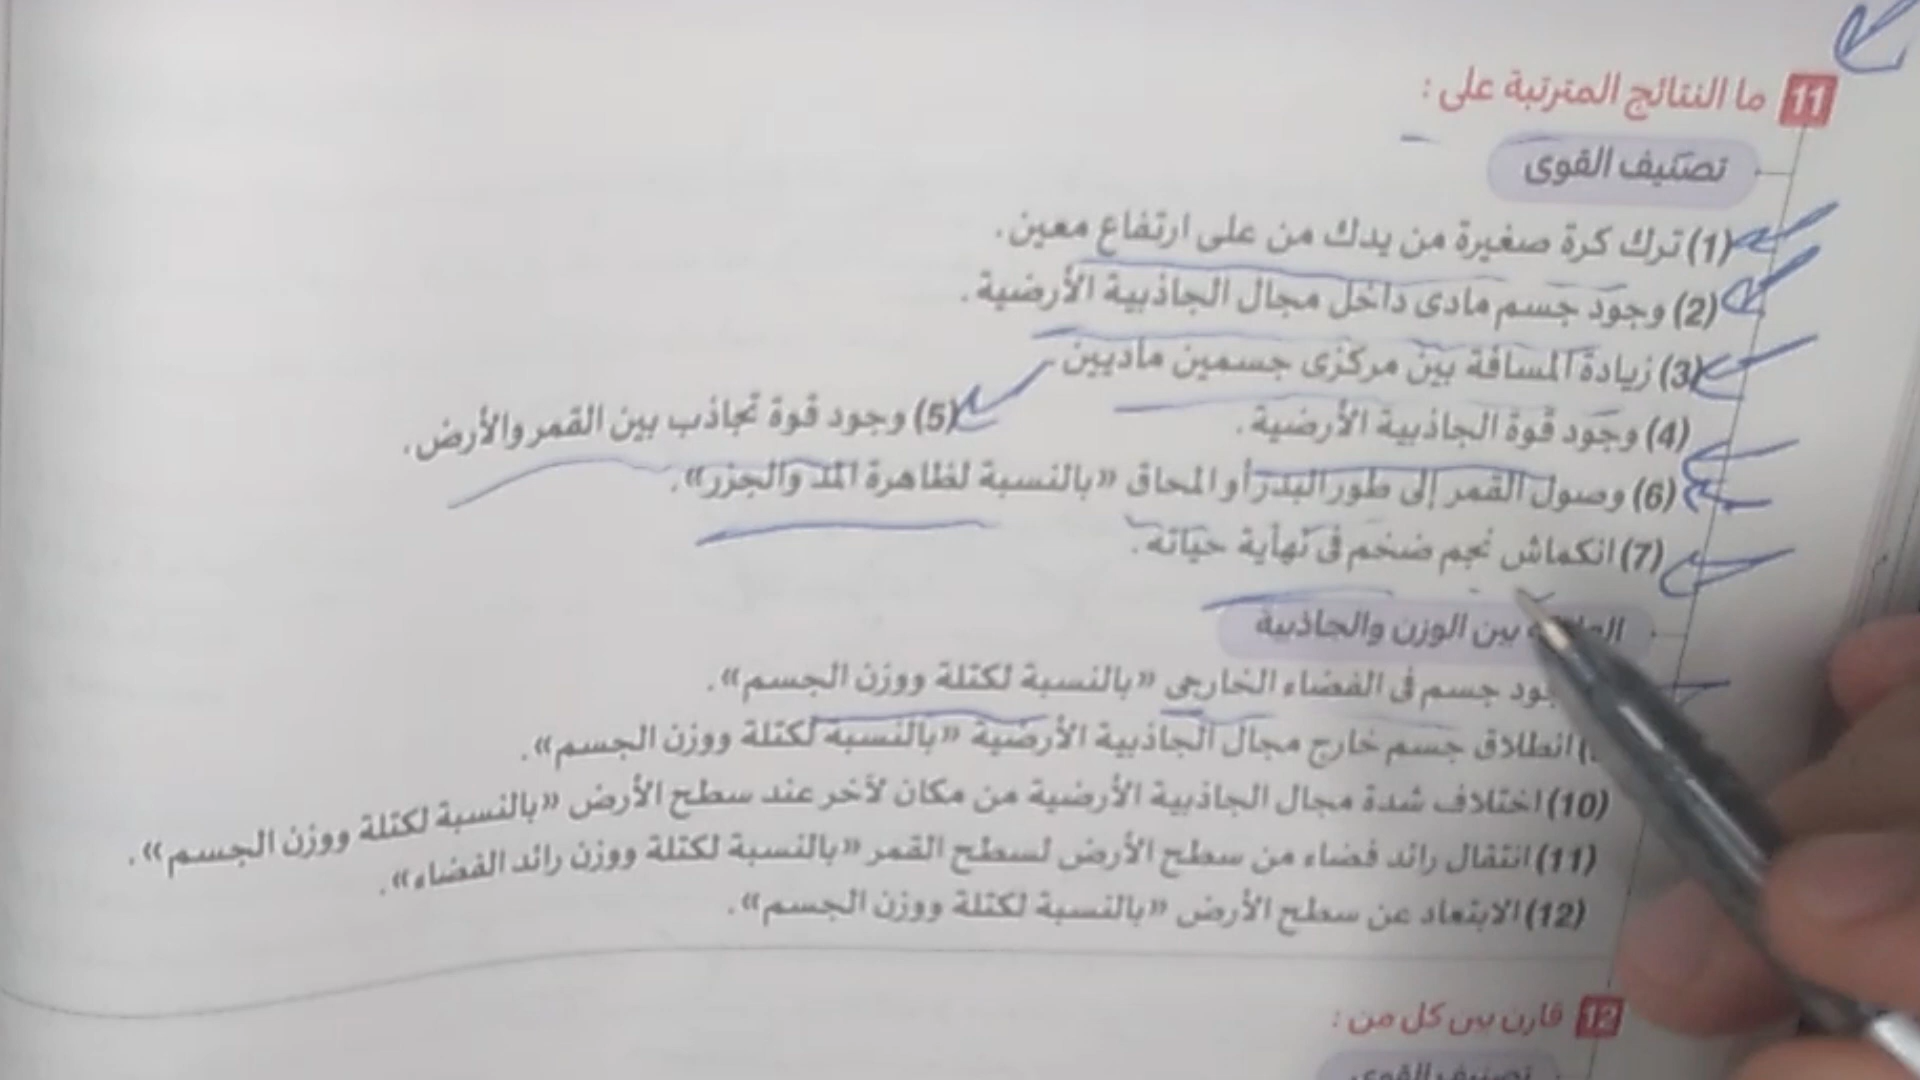 11 ما النتائج المترتبة على :
تصنيف القوى
(1) ترك كرة صغيرة من يدك من على ارتفاع معين .
(2) وجود جسم مادى داخل مجال الجاذبية الأرضية .
(3) زيادة المسافة بين مركزى جسمين ماديين .
(4) وجود قوة الجاذبية الأرضية .
(5) وجود قوة تجاذب بين القمر والأرض .
(6) وصول القمر إلى طور البدر أو المحاق «بالنسبة لظاهرة المد والجزر» .
(7) انكماش نجم ضخم فى نهاية حياته .
بين الوزن والجاذبية
جسم فى الفضاء الخارجى «بالنسبة لكتلة ووزن الجسم» .
انطلاق جسم خارج مجال الجاذبية الأرضية «بالنسبة لكتلة ووزن الجسم» .
(10) اختلاف شدة مجال الجاذبية الأرضية من مكان لآخر عند سطح الأرض «بالنسبة لكتلة ووزن الجسم» .
(11) انتقال رائد فضاء من سطح الأرض لسطح القمر «بالنسبة لكتلة ووزن رائد الفضاء» .
(12) الابتعاد عن سطح الأرض «بالنسبة لكتلة ووزن الجسم» .
12 قارن بين كل من :
تصنيف القوى